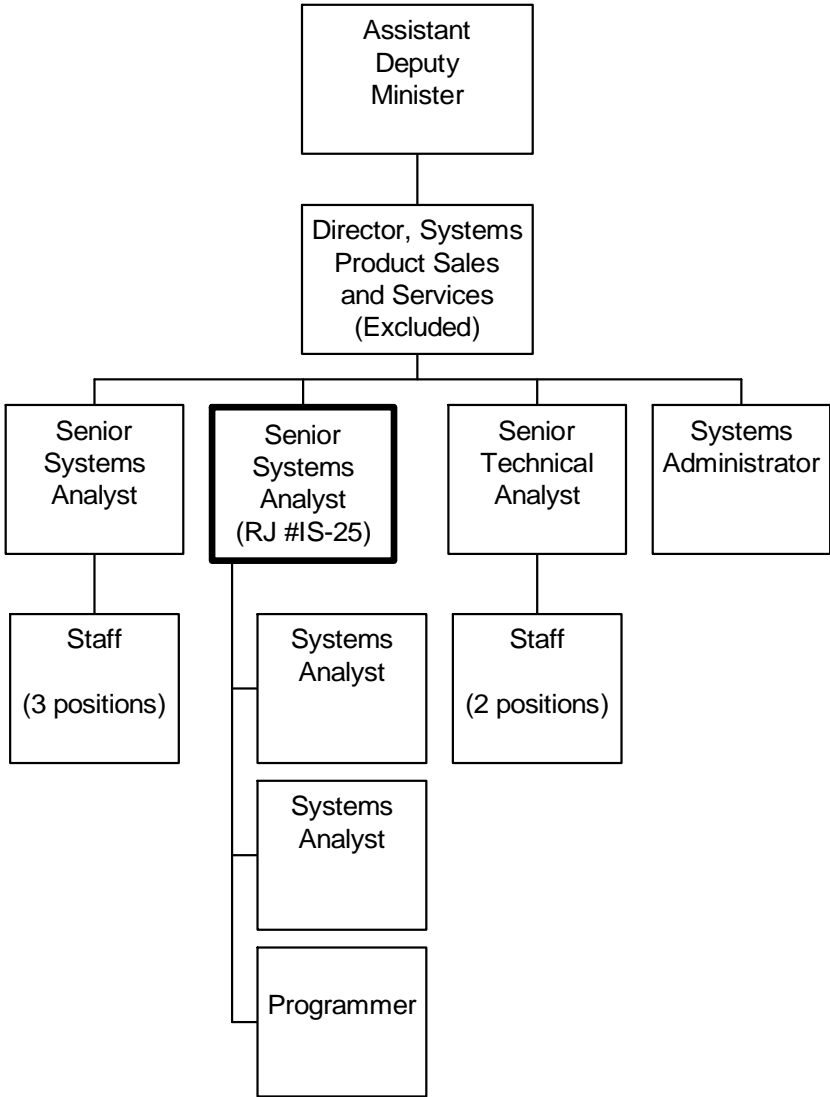 Assistant
Deputy
Minister
Director, Systems
Product Sales
and Services
(Excluded)
Senior
Systems
Analyst
Senior
Systems
Analyst
(RJ #IS-25)
Senior
Technical
Analyst
Systems
Administrator
Staff
(3 positions)
Systems
Analyst
Staff
(2 positions)
Systems
Analyst
Programmer